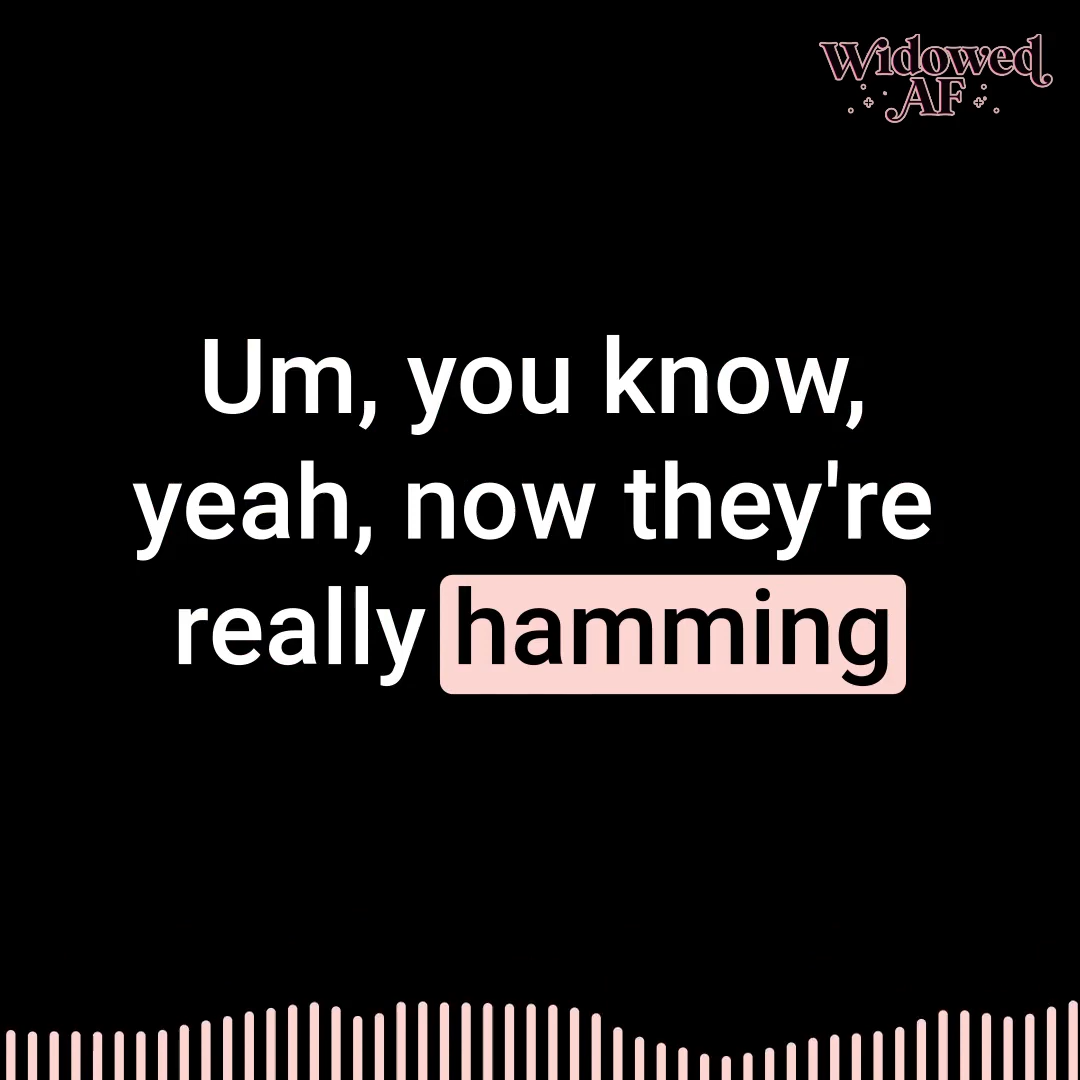 Widowed
AF
Um, you know,
yeah, now they're
really hamming